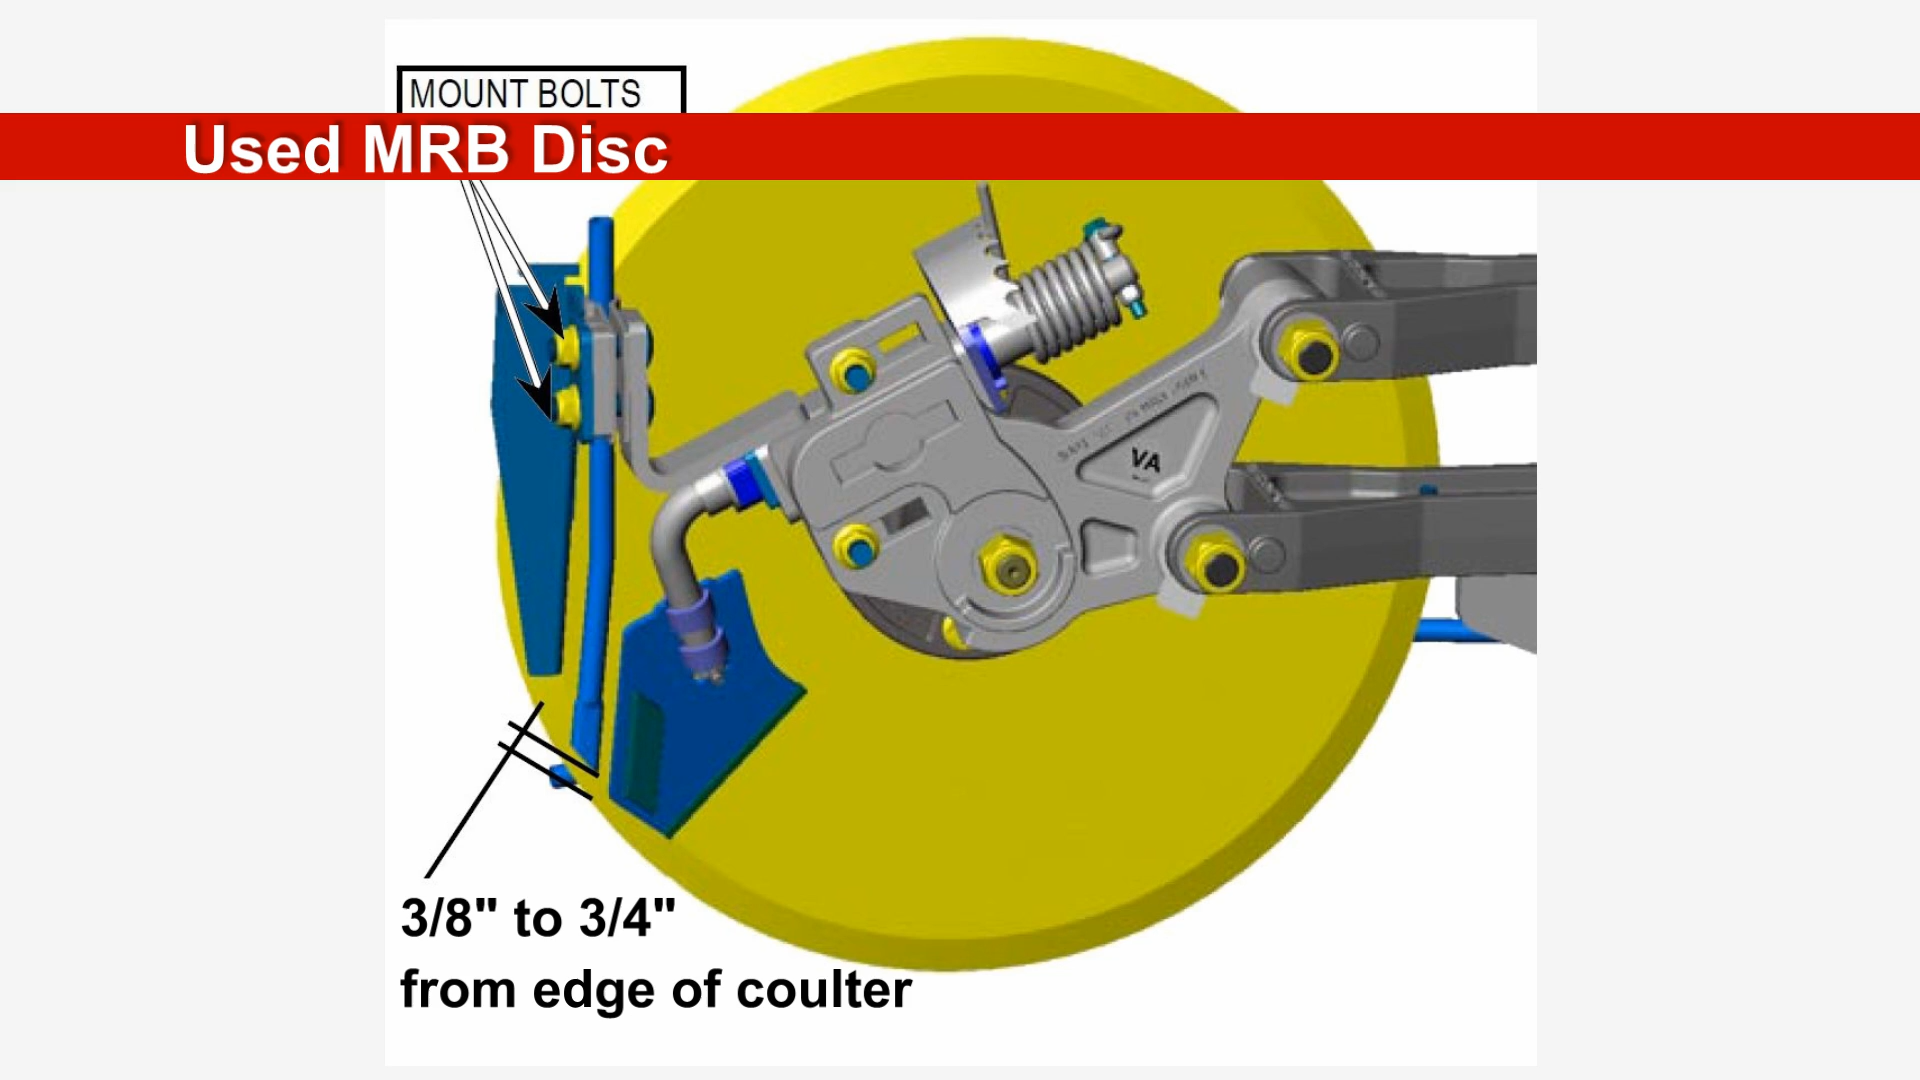 MOUNT BOLTS
Used MRB Disc
VA
3/8" to 3/4"
from edge of coulter